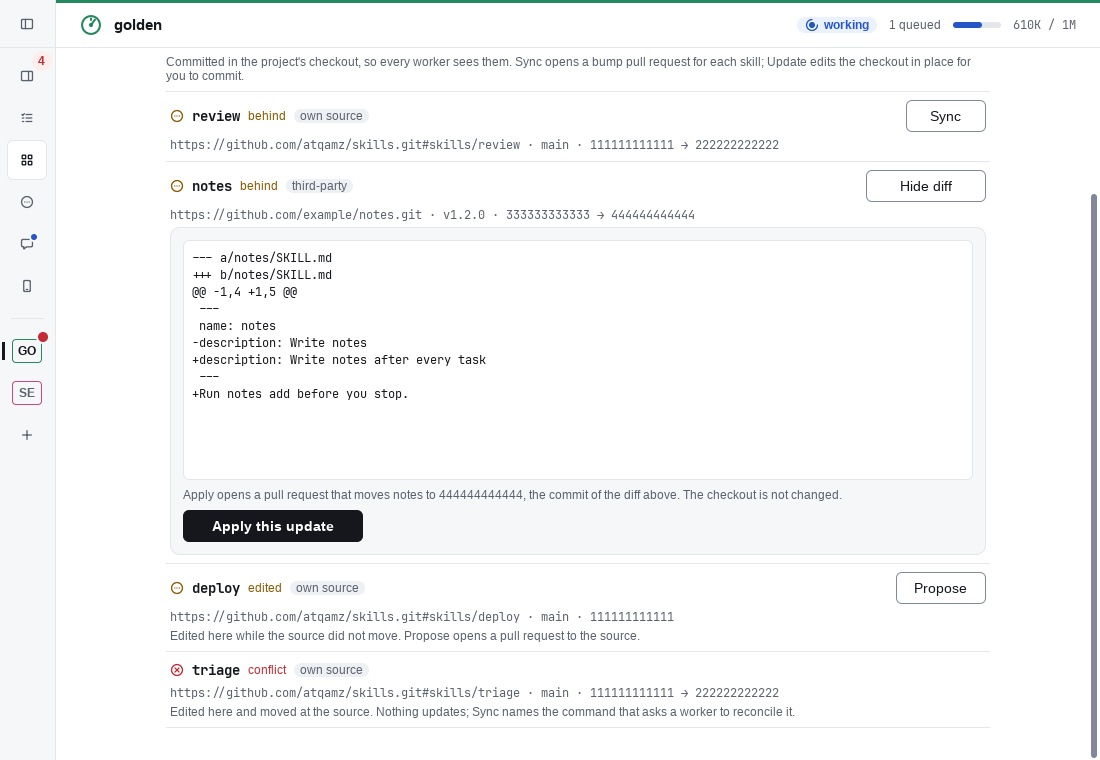 golden
working
1 queued
610K / 1M
4
Committed in the project's checkout, so every worker sees them. Sync opens a bump pull request for each skill; Update edits the checkout in place for
you to commit.
review behind own source
Sync
https://github.com/atqamz/skills.git#skills/review · main · 111111111111 → 222222222222
notes behind third-party
Hide diff
https://github.com/example/notes.git · v1.2.0 · 333333333333 → 444444444444
--- a/notes/SKILL.md
+++ b/notes/SKILL.md
@@ -1,4 +1,5 @@
 ---
 name: notes
-description: Write notes
+description: Write notes after every task
 ---
+Run notes add before you stop.
GO
SE
Apply opens a pull request that moves notes to 444444444444, the commit of the diff above. The checkout is not changed.
Apply this update
deploy edited own source
Propose
https://github.com/atqamz/skills.git#skills/deploy · main · 111111111111
Edited here while the source did not move. Propose opens a pull request to the source.
triage conflict own source
https://github.com/atqamz/skills.git#skills/triage · main · 111111111111 → 222222222222
Edited here and moved at the source. Nothing updates; Sync names the command that asks a worker to reconcile it.